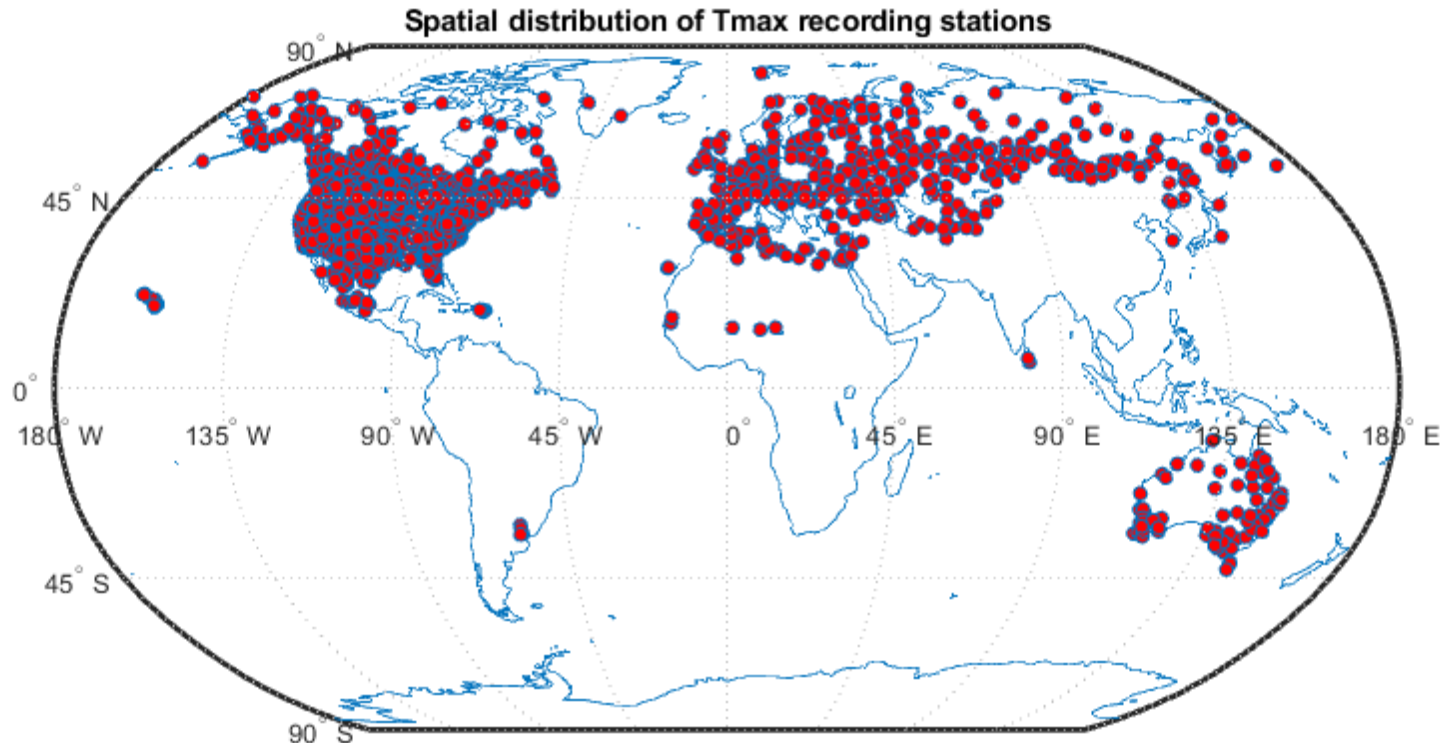 Spatial distribution of Tmax recording stations
90° N
45° N
0°
180° W 135° W 90° W 45° W 0° 45° E 90° E 135° E 180° E
45° S
90° S